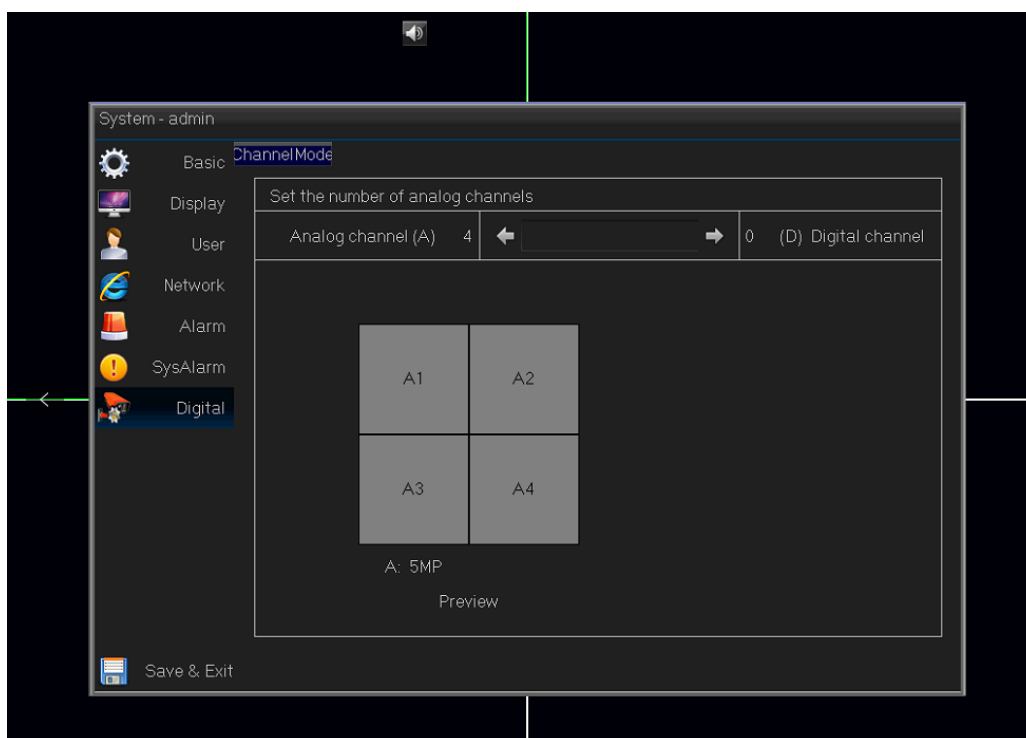 System - admin
Basic
ChannelMode
Display
User
Network
Alarm
SysAlarm
Digital
Set the number of analog channels
Analog channel (A) 4
0 (D) Digital channel
A1 A2
A3 A4
A: 5MP
Preview
Save & Exit